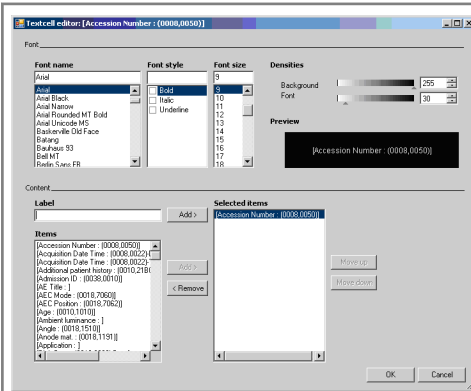 Textcell editor: [Accession Number : (0008,0050)]
Font
Font name
Font style
Font size
Densities
Arial
9
Arial
Arial Black
Arial Narrow
Arial Rounded MT Bold
Arial Unicode MS
Baskerville Old Face
Batang
Bauhaus 93
Bell MT
Berlin Sans FB
Bold
Italic
Underline
9
10
11
12
13
14
15
16
17
18
Background
255
Font
30
Preview
[Accession Number : (0008,0050)]
Content
Label
Add >
Selected items
[Accession Number : (0008,0050)]
Items
[Accession Number : (0008,0050)]
[Acquisition Date Time : (0008,0022)-(
[Acquisition Date Time : (0008,0022)-
[Additional patient history : (0010,21B0
[Admission ID : (0038,0010)]
[AE Title : ]
[AEC Mode : (0018,7060)]
[AEC Position : (0018,7062)]
[Age : (0010,1010)]
[Ambient luminance : ]
[Angle : (0018,1510)]
[Anode mat. : (0018,1191)]
[Application : ]
Add >
< Remove
Move up
Move down
OK
Cancel